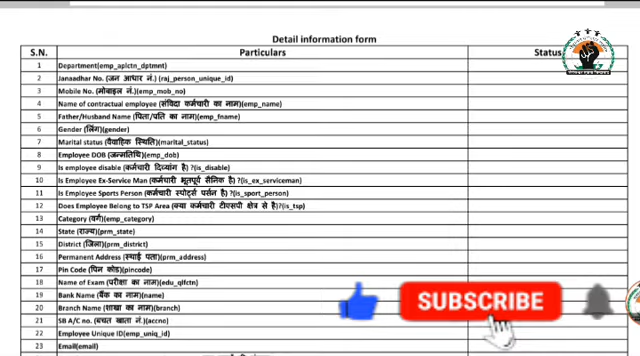 Detail information form
S.N. Particulars Status
1 Department(emp_aplctn_dptmnt)
2 Janaadhar No. (जन आधार नं.) (raj_person_unique_id)
3 Mobile No. (मोबाइल नं.)(emp_mob_no)
4 Name of contractual employee (संविदा कर्मचारी का नाम)(emp_name)
5 Father/Husband Name (पिता/पति का नाम)(emp_fname)
6 Gender (लिंग)(gender)
7 Marital status (वैवाहिक स्थिति)(marital_status)
8 Employee DOB (जन्मतिथि)(emp_dob)
9 Is employee disable (कर्मचारी दिव्यांग है) ?(is_disable)
10 Is Employee Ex-Service Man (कर्मचारी भूतपूर्व सैनिक है) ?(is_ex_serviceman)
11 Is Employee Sports Person (कर्मचारी स्पोर्ट्स पर्सन है) ?(is_sport_person)
12 Does Employee Belong to TSP Area (क्या कर्मचारी टीएसपी क्षेत्र से है)?(is_tsp)
13 Category (वर्ग)(emp_category)
14 State (राज्य)(prm_state)
15 District (जिला)(prm_district)
16 Permanent Address (स्थाई पता)(prm_address)
17 Pin Code (पिन कोड)(pincode)
18 Name of Exam (परीक्षा का नाम)(edu_qlfctn)
19 Bank Name (बैंक का नाम)(name)
20 Branch Name (शाखा का नाम)(branch)
21 SB A/C no. (बचत खाता नं.)(accno)
22 Employee Unique ID(emp_uniq_id)
23 Email(email)
SUBSCRIBE